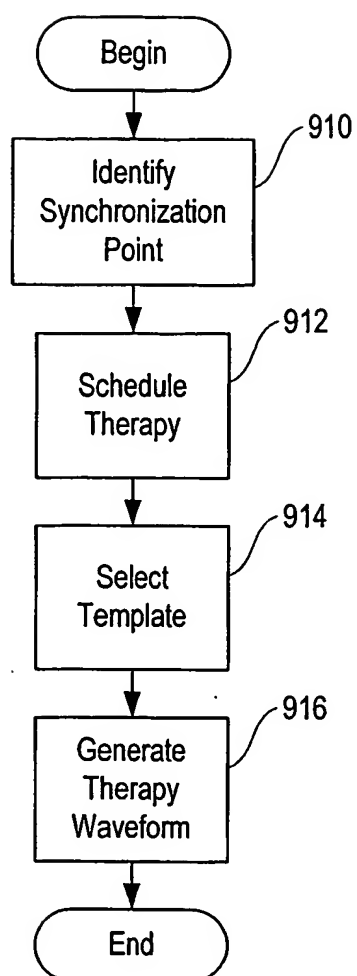 Begin
910
Identify
Synchronization
Point
912
Schedule
Therapy
914
Select
Template
916
Generate
Therapy
Waveform
End